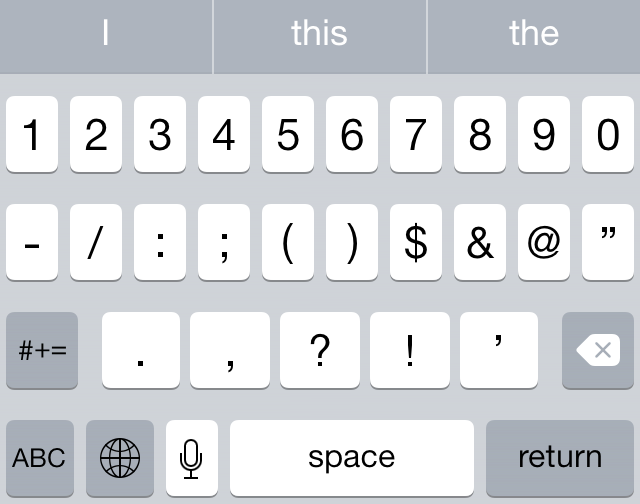 I this the
1 2 3 4 5 6 7 8 9 0
- / : ; ( ) $ & @ ”
#+= . , ? ! ’
ABC space return